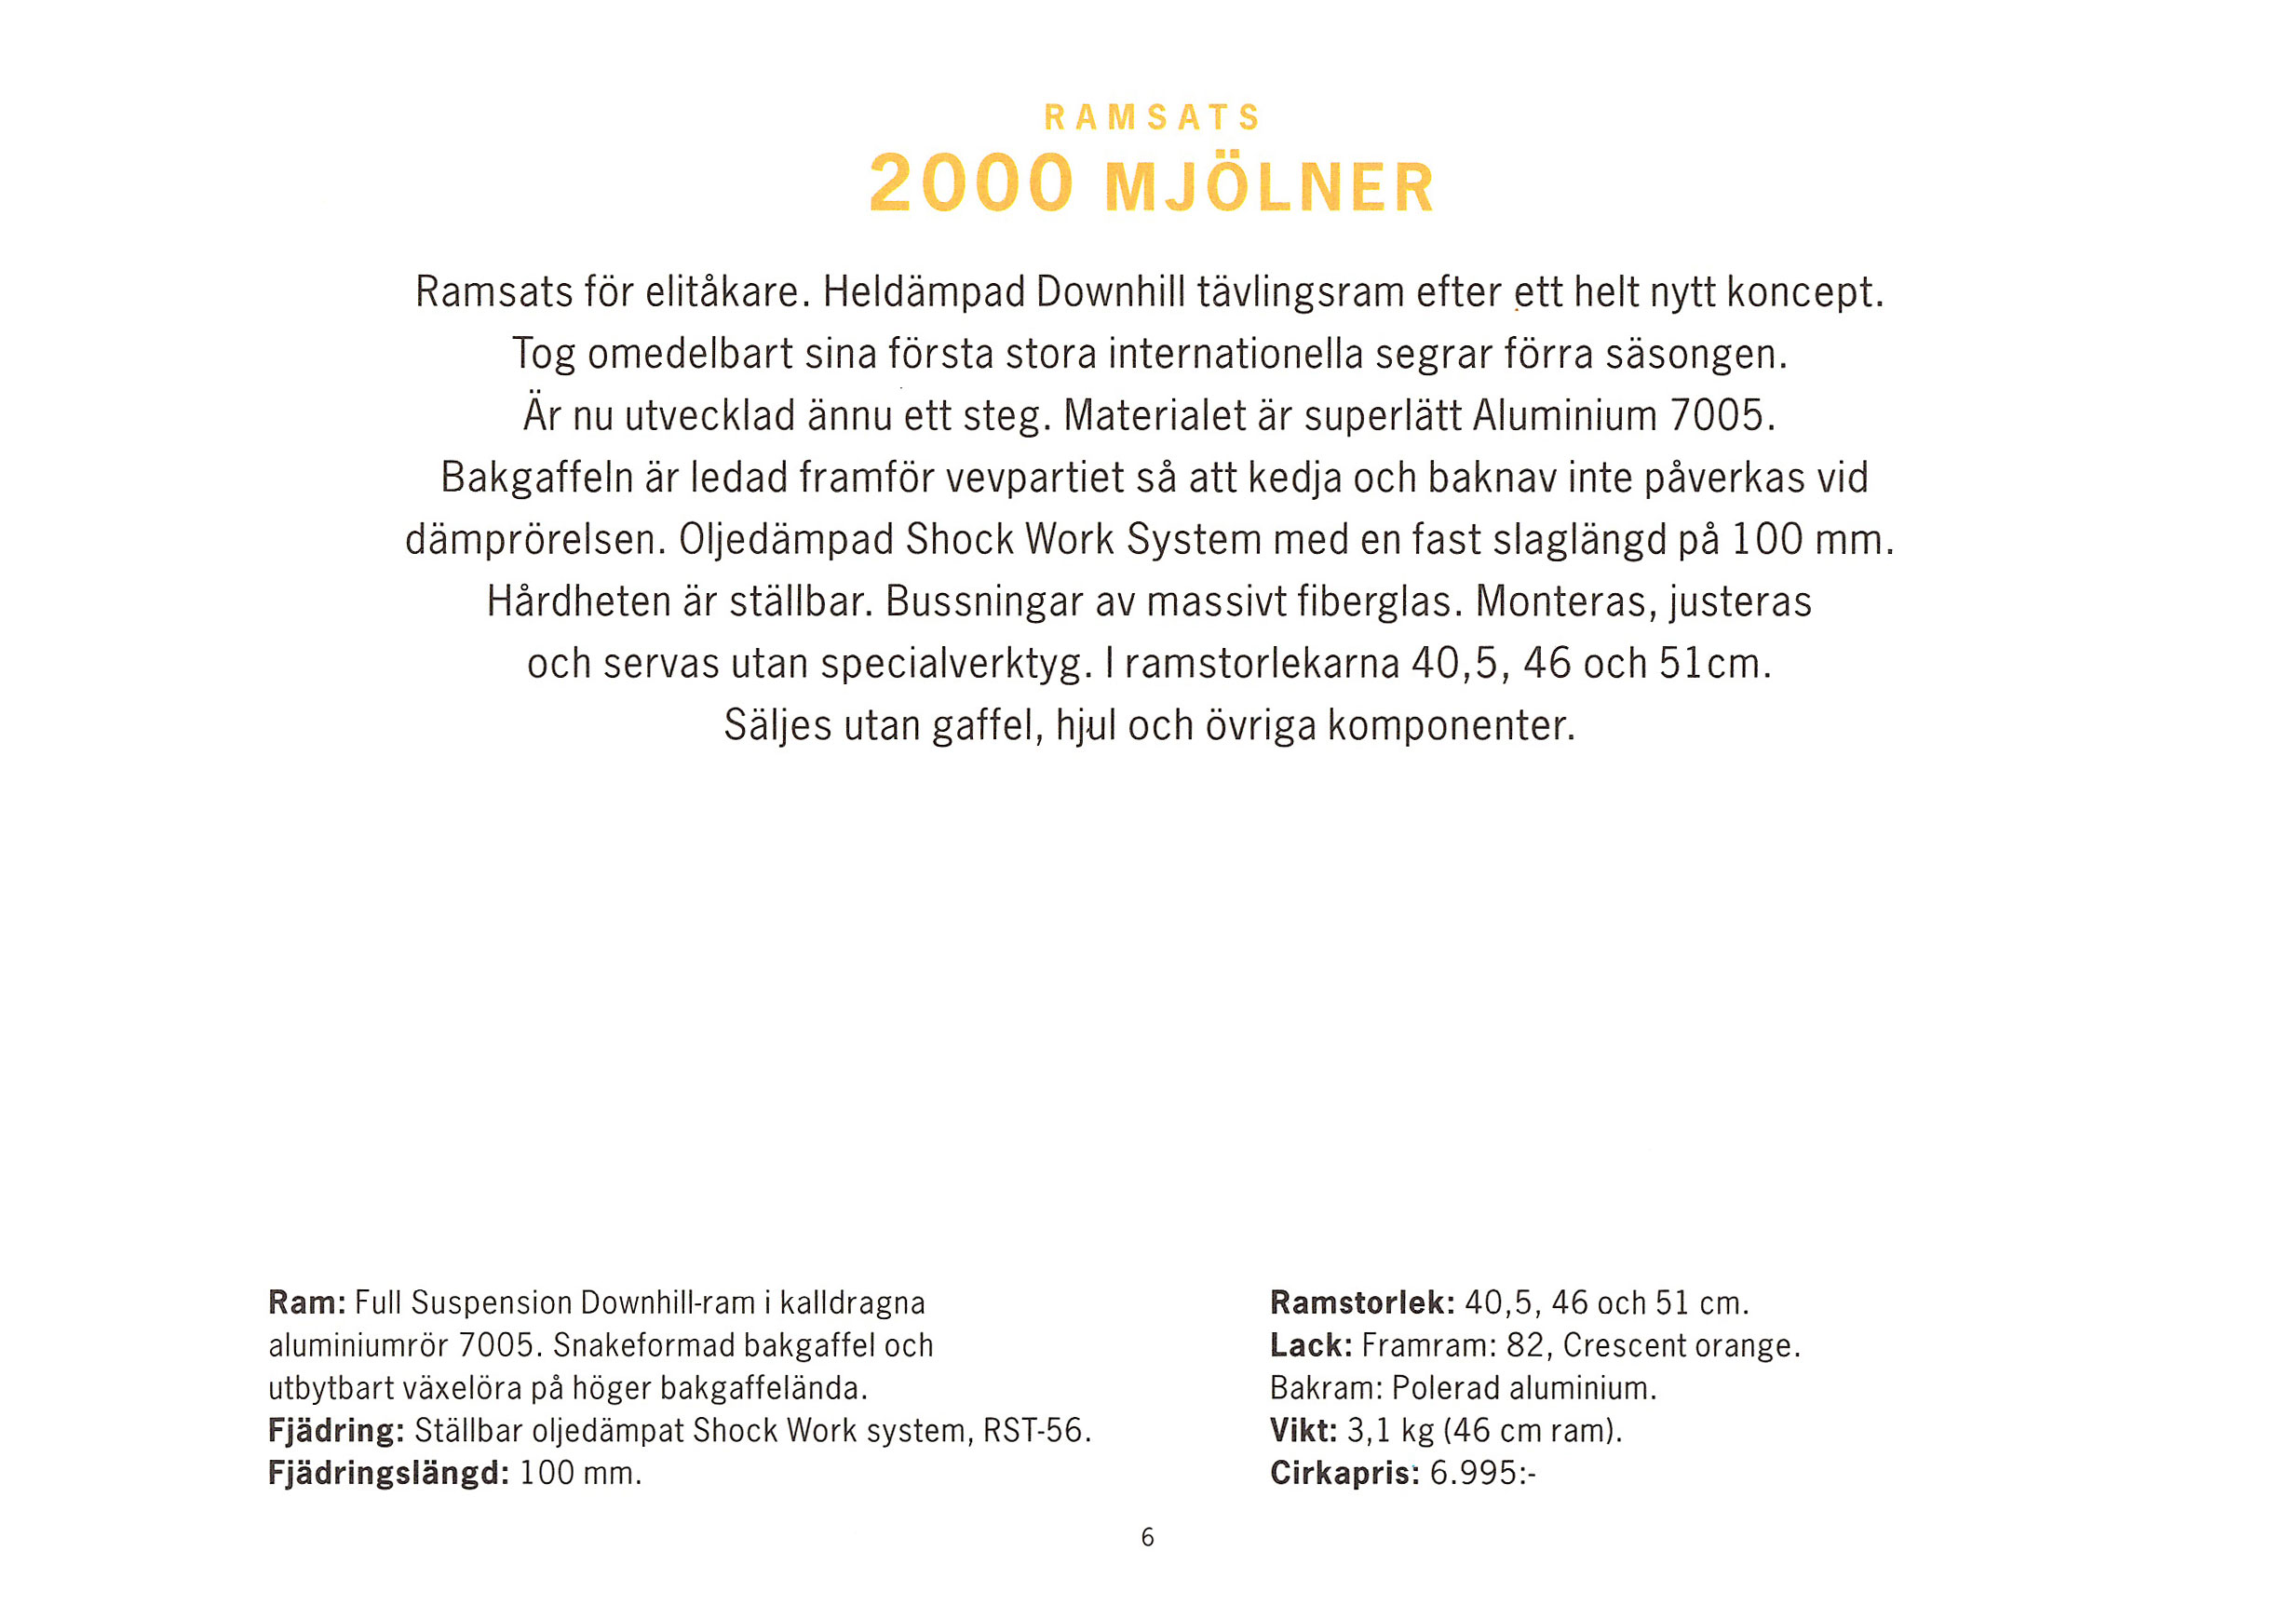 RAMSATS
2000 MJÖLNER
Ramsats för elitåkare. Heldämpad Downhill tävlingsram efter ett helt nytt koncept.
Tog omedelbart sina första stora internationella segrar förra säsongen.
Är nu utvecklad ännu ett steg. Materialet är superlätt Aluminium 7005.
Bakgaffeln är ledad framför vevpartiet så att kedja och baknav inte påverkas vid
dämprörelsen. Oljedämpad Shock Work System med en fast slaglängd på 100 mm.
Hårdheten är ställbar. Bussningar av massivt fiberglas. Monteras, justeras
och servas utan specialverktyg. I ramstorlekarna 40,5, 46 och 51cm.
Säljes utan gaffel, hjul och övriga komponenter.
Ram: Full Suspension Downhill-ram i kalldragna
aluminiumrör 7005. Snakeformad bakgaffel och
utbytbart växelöra på höger bakgaffelända.
Fjädring: Ställbar oljedämpat Shock Work system, RST-56.
Fjädringslängd: 100 mm.
Ramstorlek: 40,5, 46 och 51 cm.
Lack: Framram: 82, Crescent orange.
Bakram: Polerad aluminium.
Vikt: 3,1 kg (46 cm ram).
Cirkapris: 6.995:-
6